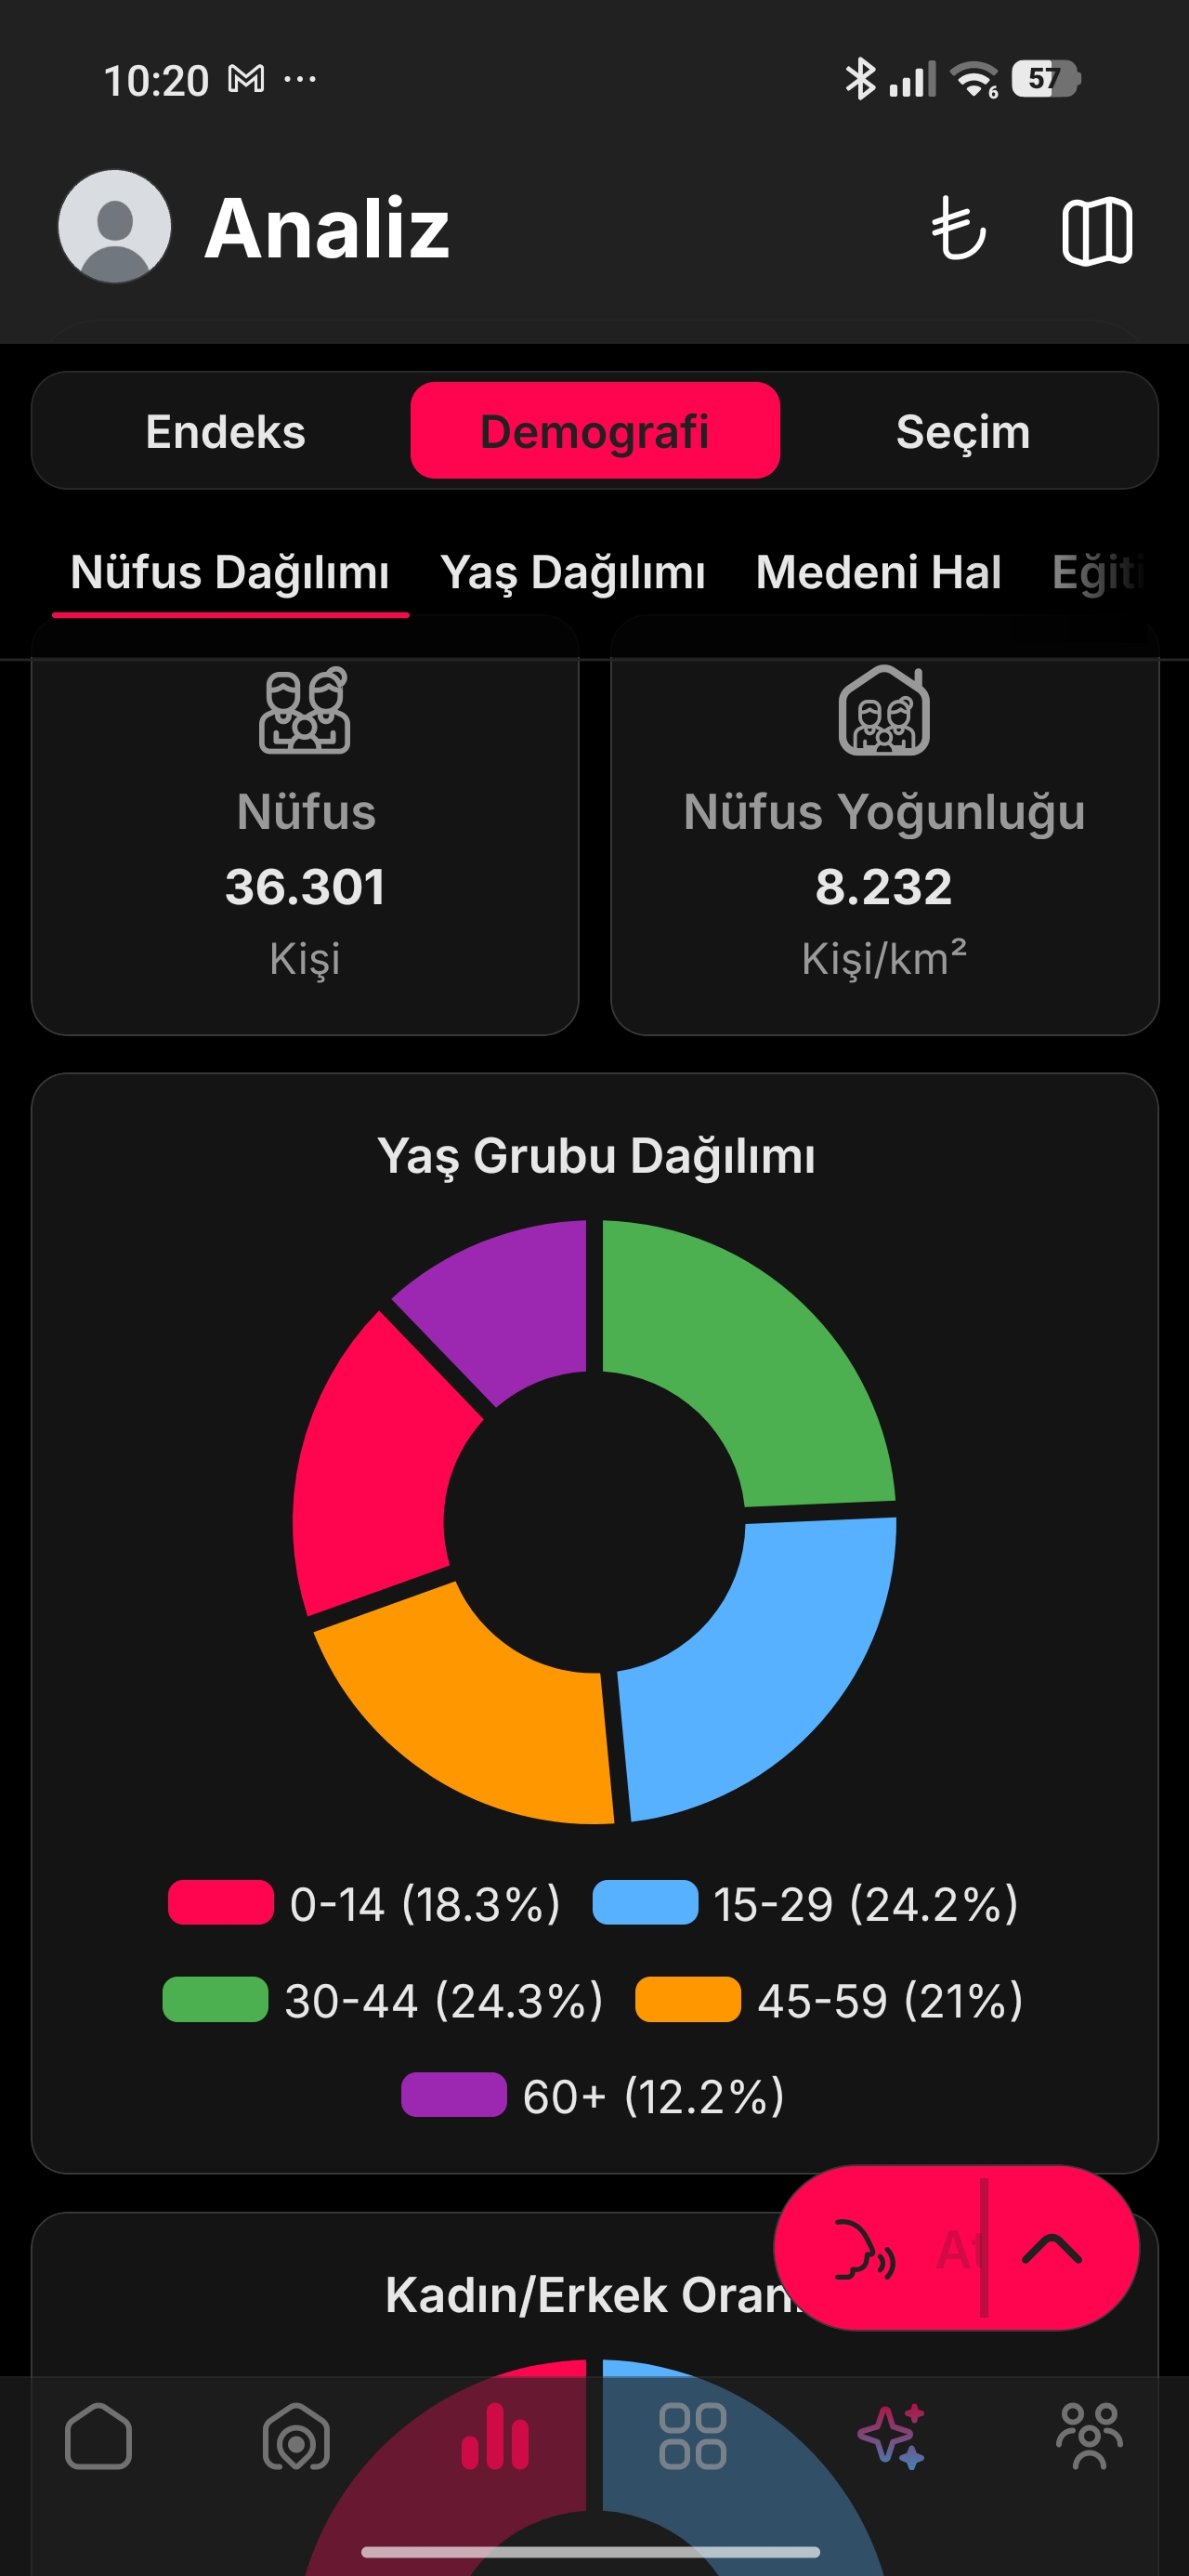 10:20
57
Analiz
Endeks Demografi Seçim
Nüfus Dağılımı Yaş Dağılımı Medeni Hal
Nüfus Nüfus Yoğunluğu
36.301 8.232
Kişi Kişi/km²
Yaş Grubu Dağılımı
0-14 (18.3%) 15-29 (24.2%)
30-44 (24.3%) 45-59 (21%)
60+ (12.2%)
Kadın/Erkek